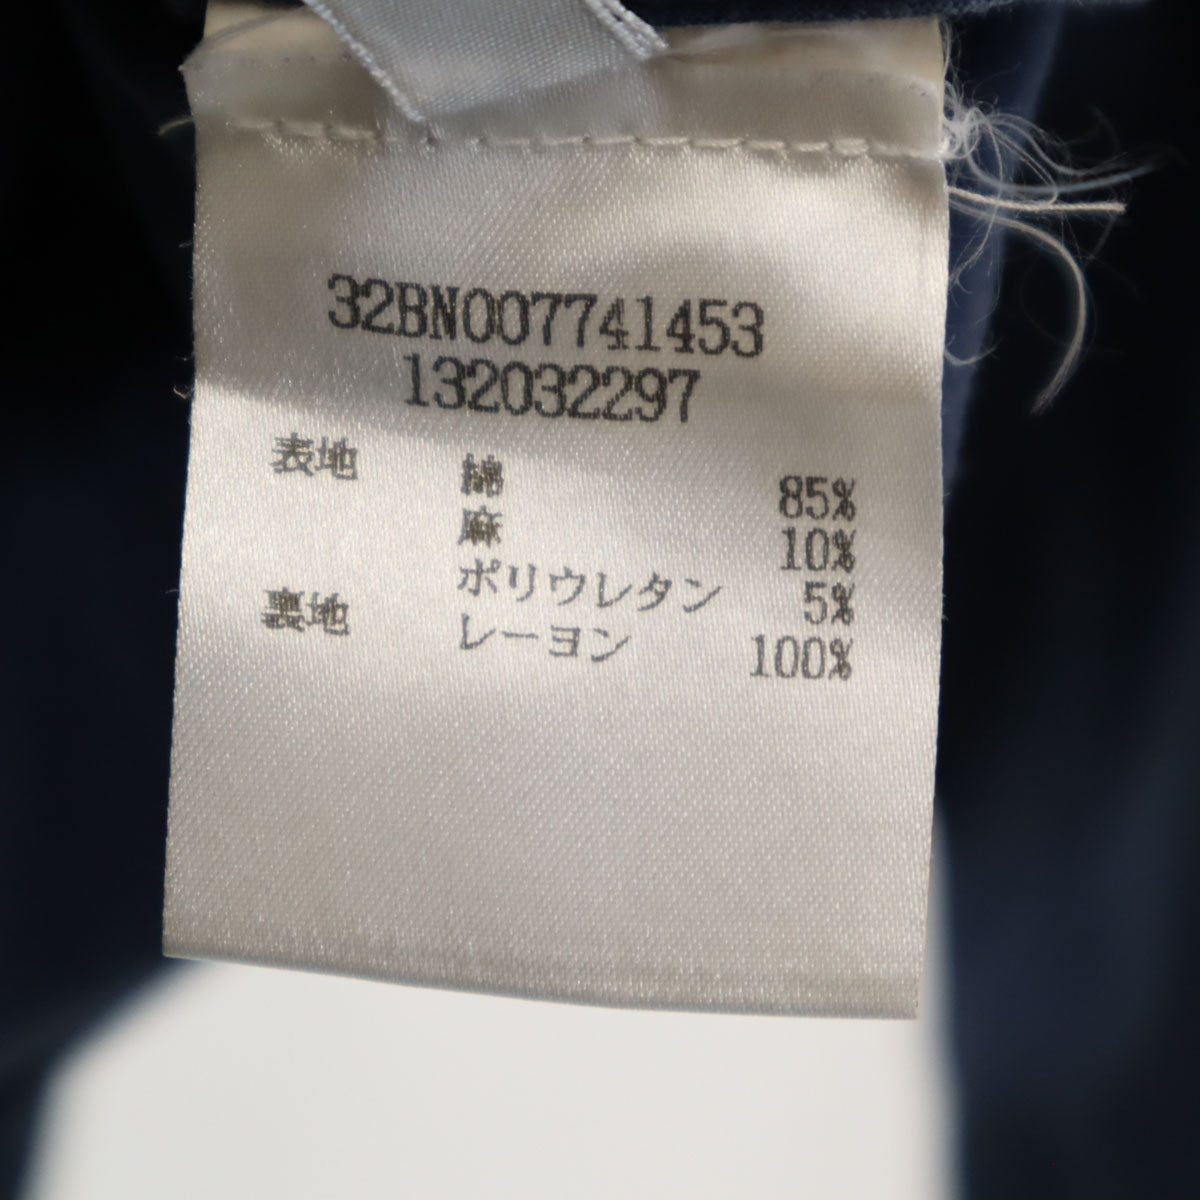 32BN007741453
132032297
表地 綿 85%
麻 10%
ポリウレタン 5%
裏地 レーヨン 100%